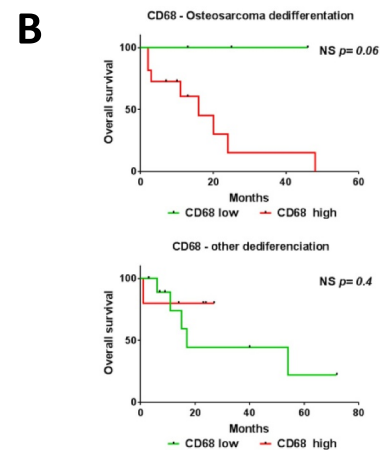 B
CD68 - Osteosarcoma dedifferentation
NS p= 0.06
Overall survival
100
50
0
0 20 40 60
Months
CD68 low CD68 high
CD68 - other dediferenciation
NS p= 0.4
Overall survival
100
50
0
0 20 40 60 80
Months
CD68 low CD68 high